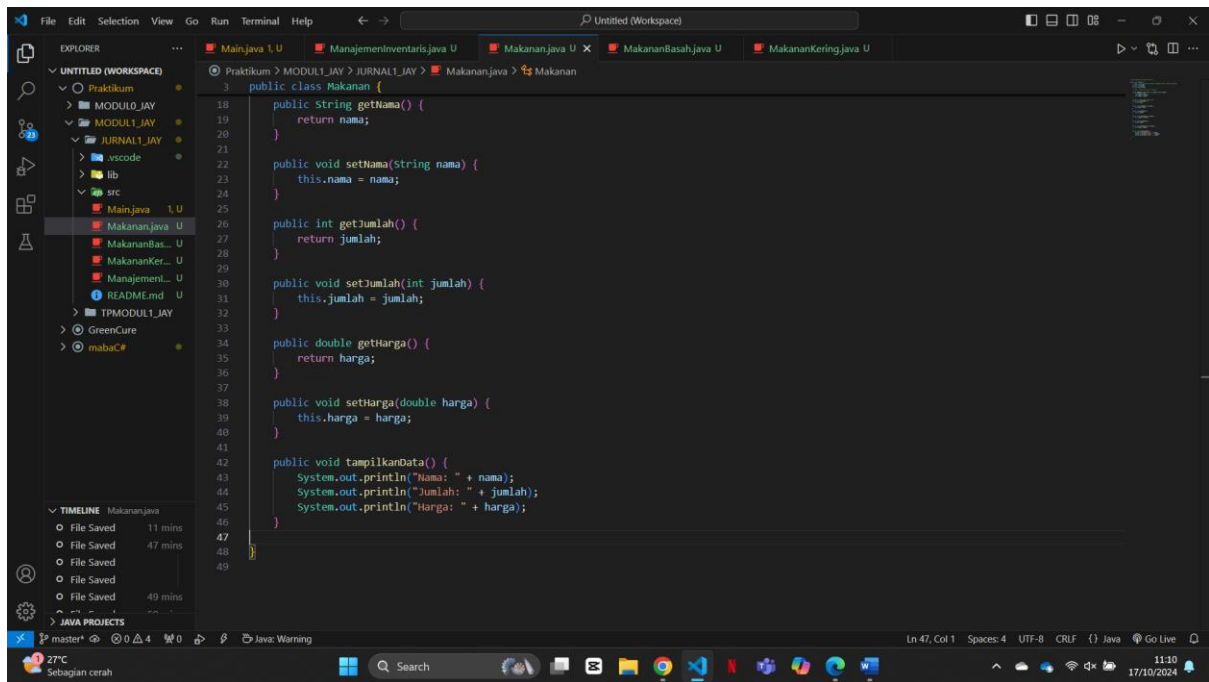 File Edit Selection View Go Run Terminal Help
Untitled (Workspace)
EXPLORER
UNTITLED (WORKSPACE)
Praktikum
MODUL0_JAY
MODUL1_JAY
JURNAL1_JAY
.vscode
lib
src
Main.java 1, U
Makanan.java U
MakananBas... U
MakananKer... U
ManajemenI... U
README.md U
TPMODUL1_JAY
GreenCure
mabaC#
TIMELINE Makanan.java
File Saved 11 mins
File Saved 47 mins
File Saved
File Saved
File Saved 49 mins
JAVA PROJECTS
23
Main.java 1, U ManajemenInventaris.java U Makanan.java U MakananBasah.java U MakananKering.java U
Praktikum > MODUL1_JAY > JURNAL1_JAY > Makanan.java > Makanan
3 public class Makanan {
18 public String getNama() {
19 return nama;
20 }
21
22 public void setNama(String nama) {
23 this.nama = nama;
24 }
25
26 public int getJumlah() {
27 return jumlah;
28 }
29
30 public void setJumlah(int jumlah) {
31 this.jumlah = jumlah;
32 }
33
34 public double getHarga() {
35 return harga;
36 }
37
38 public void setHarga(double harga) {
39 this.harga = harga;
40 }
41
42 public void tampilkanData() {
43 System.out.println("Nama: " + nama);
44 System.out.println("Jumlah: " + jumlah);
45 System.out.println("Harga: " + harga);
46 }
47
48 }
49
master* 0 4 0 Java: Warning Ln 47, Col 1 Spaces: 4 UTF-8 CRLF {} Java Go Live
1
27°C
Sebagian cerah
Search
11:10
17/10/2024